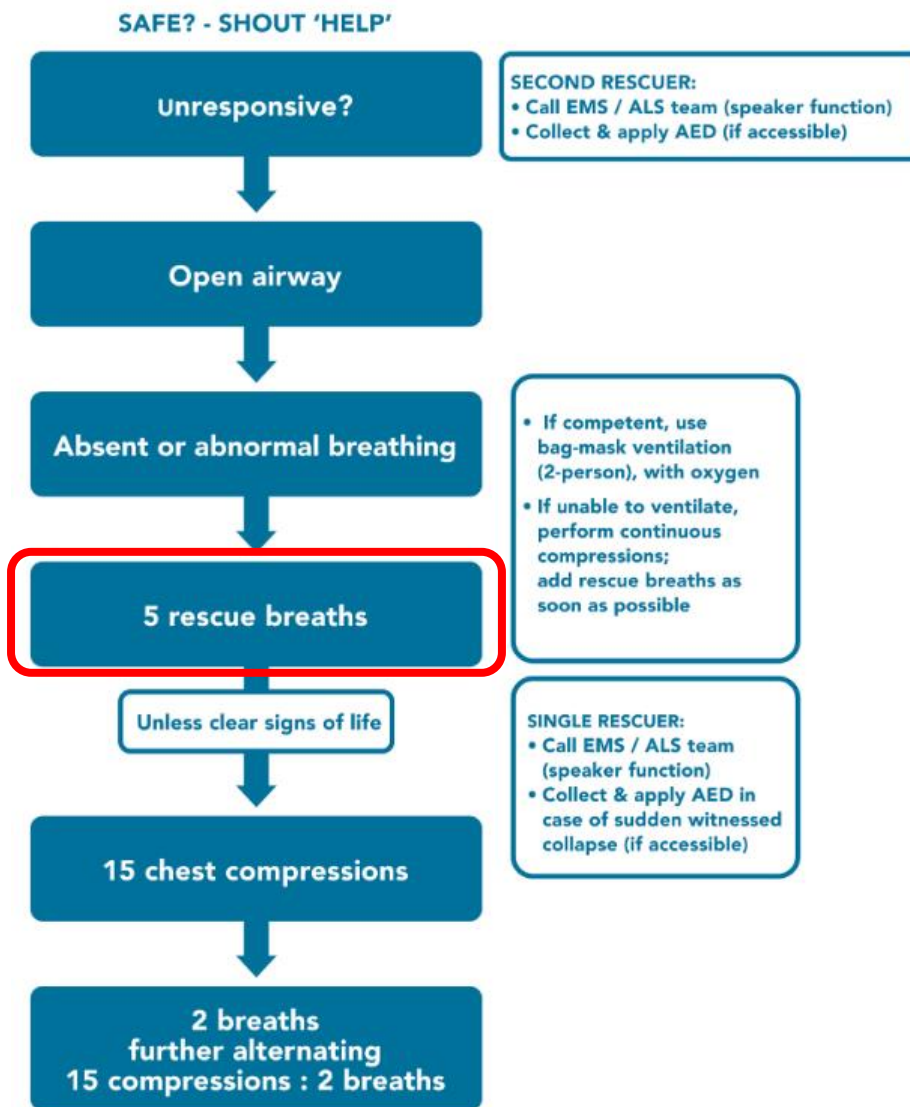 SAFE? - SHOUT ‘HELP’
Unresponsive?
SECOND RESCUER:
• Call EMS / ALS team (speaker function)
• Collect & apply AED (if accessible)
Open airway
Absent or abnormal breathing
• If competent, use
bag-mask ventilation
(2-person), with oxygen
• If unable to ventilate,
perform continuous
compressions;
add rescue breaths as
soon as possible
5 rescue breaths
Unless clear signs of life
SINGLE RESCUER:
• Call EMS / ALS team
(speaker function)
• Collect & apply AED in
case of sudden witnessed
collapse (if accessible)
15 chest compressions
2 breaths
further alternating
15 compressions : 2 breaths